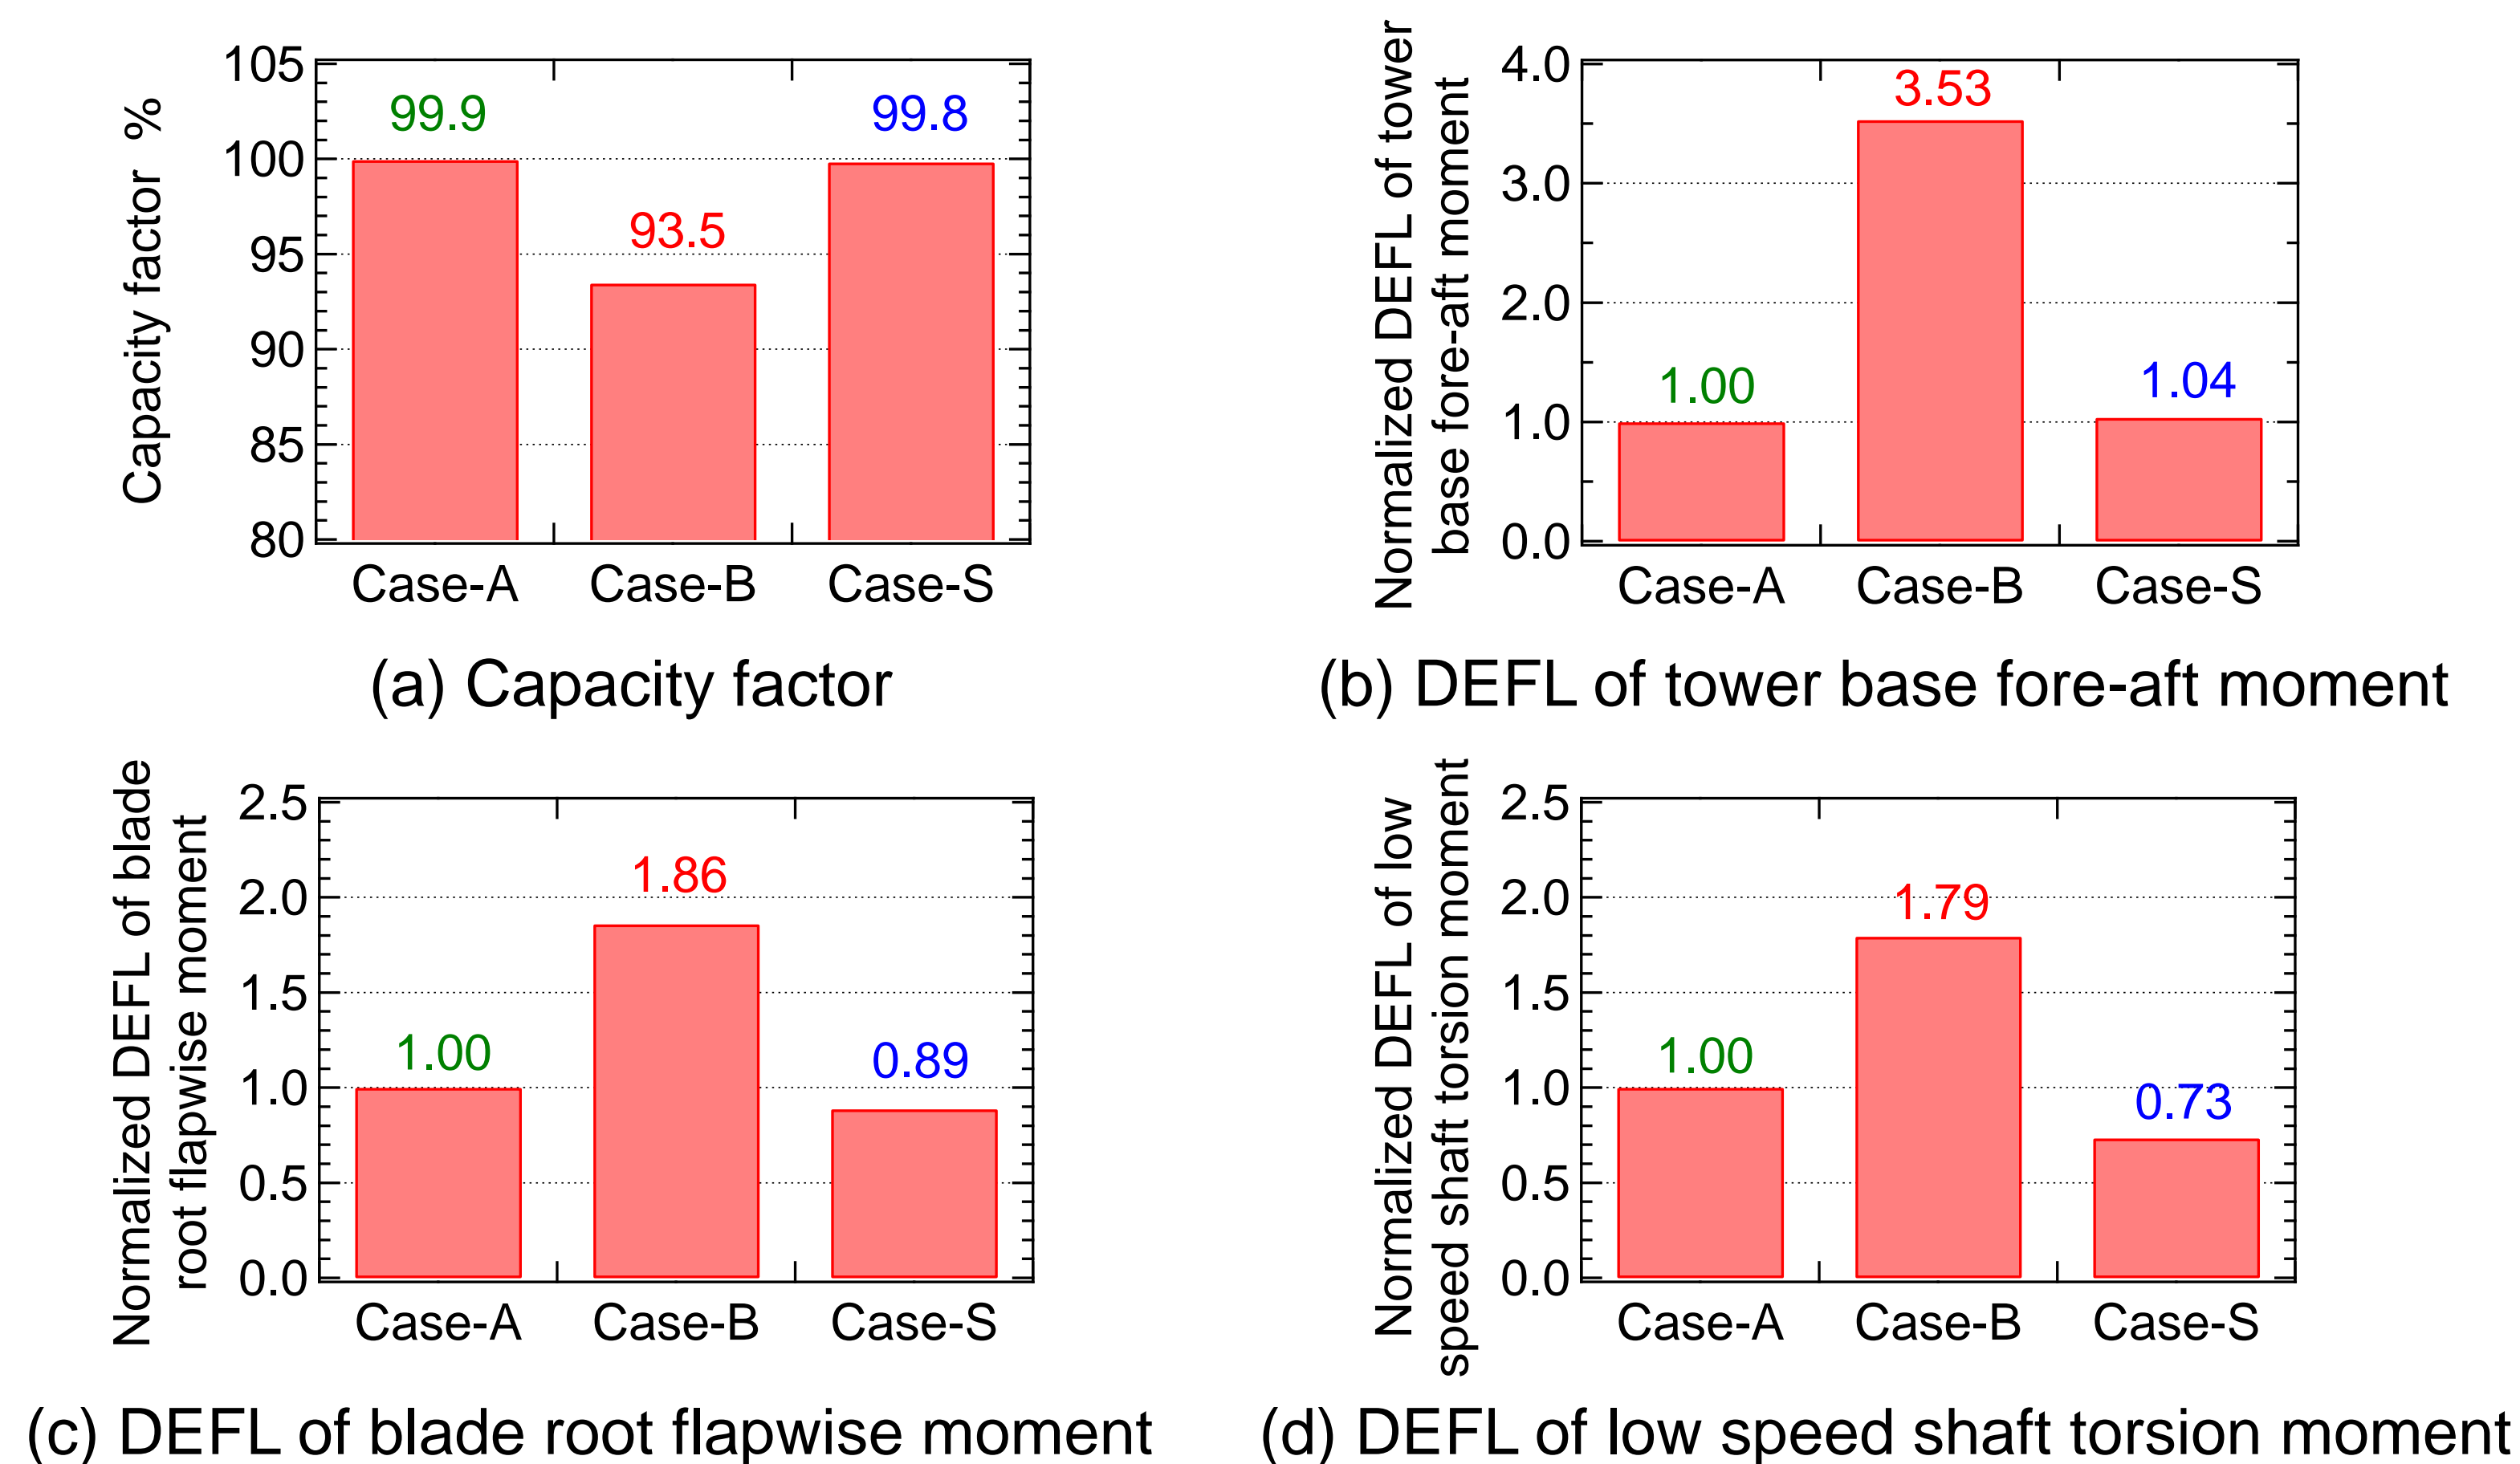 Capacity factor %
105
100
95
90
85
80
99.9
93.5
99.8
Case-A Case-B Case-S
(a) Capacity factor
Normalized DEFL of tower
base fore-aft moment
4.0
3.0
2.0
1.0
0.0
3.53
1.00
1.04
Case-A Case-B Case-S
(b) DEFL of tower base fore-aft moment
Normalized DEFL of blade
root flapwise moment
2.5
2.0
1.5
1.0
0.5
0.0
1.86
1.00
0.89
Case-A Case-B Case-S
(c) DEFL of blade root flapwise moment
Normalized DEFL of low
speed shaft torsion moment
2.5
2.0
1.5
1.0
0.5
0.0
1.79
1.00
0.73
Case-A Case-B Case-S
(d) DEFL of low speed shaft torsion moment